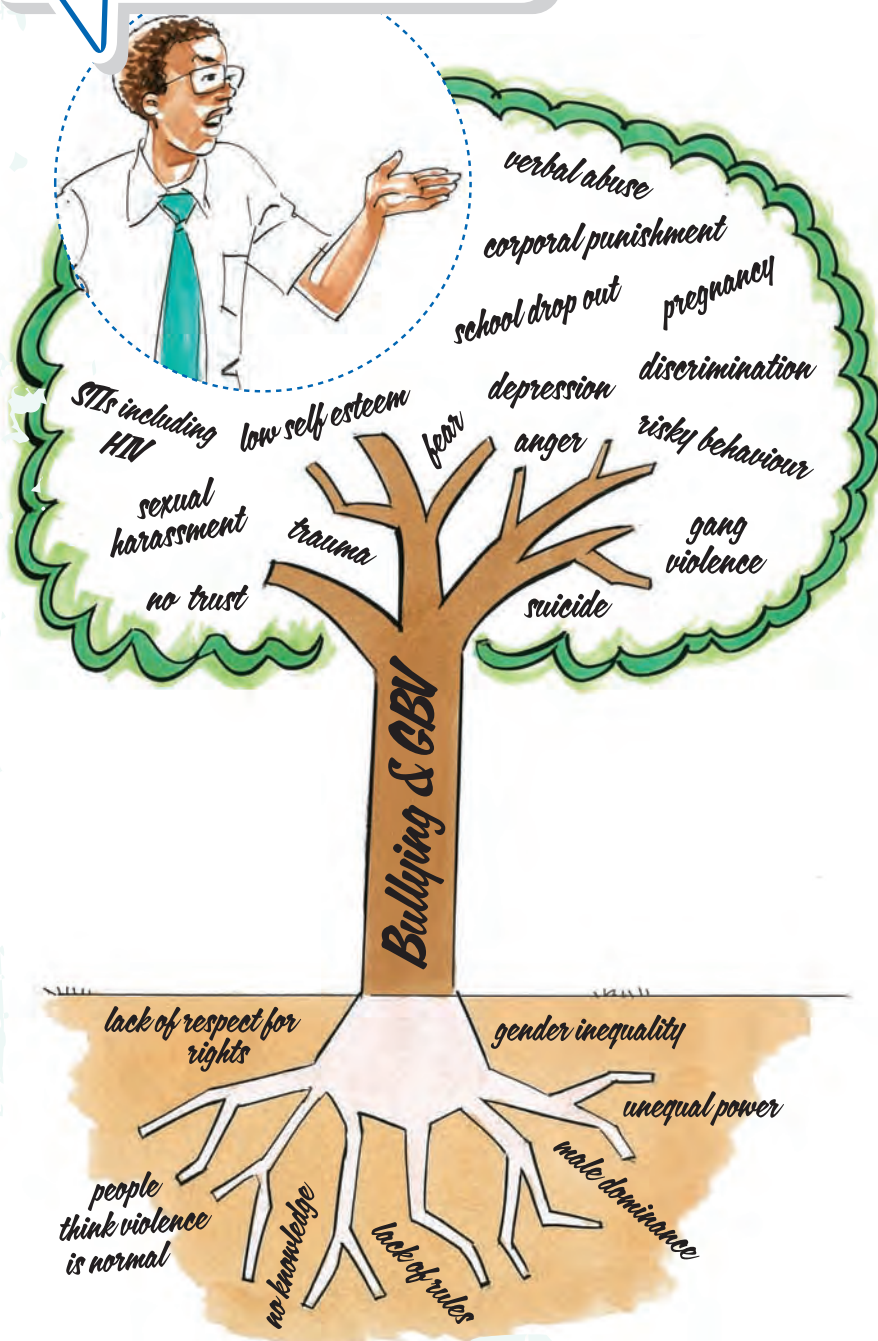 verbal abuse
corporal punishment
school drop out
pregnancy
discrimination
depression
STIs including
HIV
low self esteem
fear
anger
risky behaviour
sexual
harassment
trauma
gang
violence
no trust
suicide
Bullying & GBV
lack of respect for
rights
gender inequality
unequal power
male dominance
people
think violence
is normal
no knowledge
lack of rules